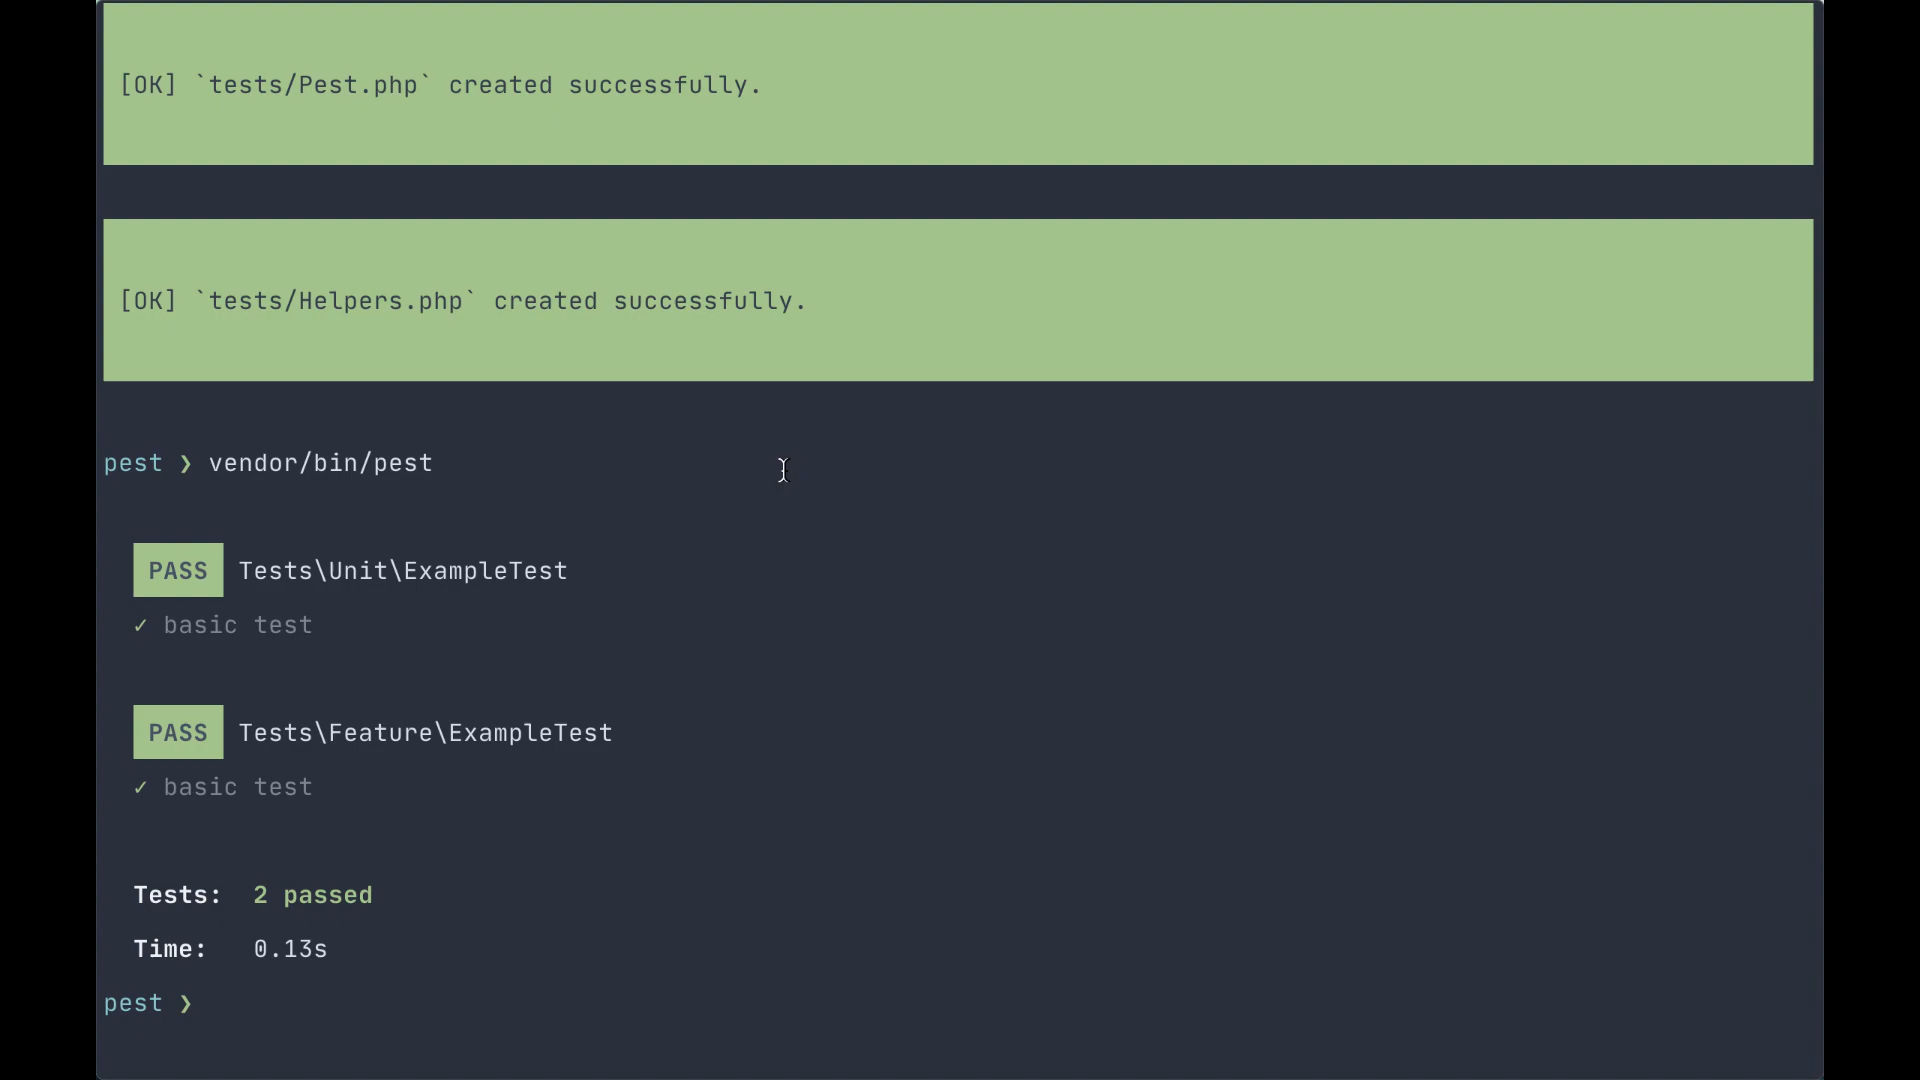 [OK] `tests/Pest.php` created successfully.
[OK] `tests/Helpers.php` created successfully.
pest ❯ vendor/bin/pest
PASS Tests\Unit\ExampleTest
✓ basic test
PASS Tests\Feature\ExampleTest
✓ basic test
Tests: 2 passed
Time: 0.13s
pest ❯